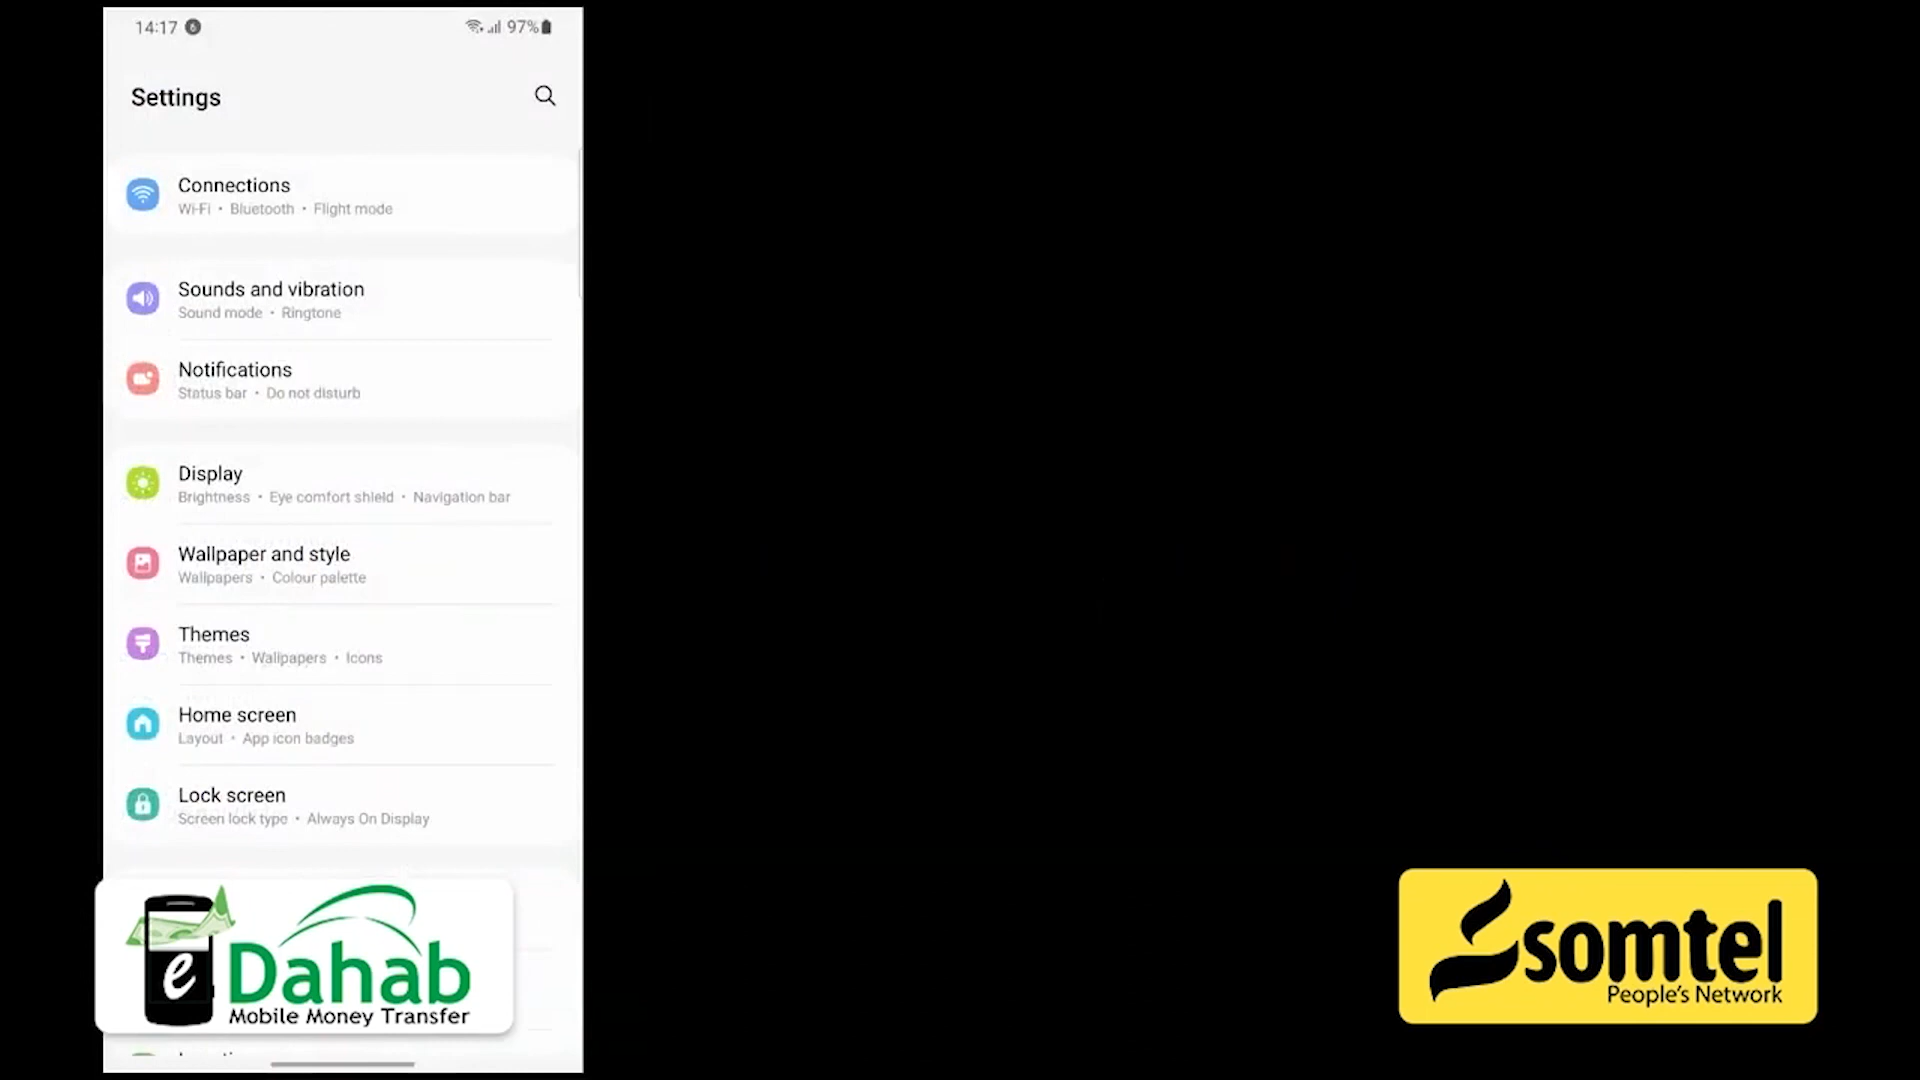 14:17 6 97%
Settings
Connections
Wi-Fi • Bluetooth • Flight mode
Sounds and vibration
Sound mode • Ringtone
Notifications
Status bar • Do not disturb
Display
Brightness • Eye comfort shield • Navigation bar
Wallpaper and style
Wallpapers • Colour palette
Themes
Themes • Wallpapers • Icons
Home screen
Layout • App icon badges
Lock screen
Screen lock type • Always On Display
e Dahab
Mobile Money Transfer
somtel
People's Network